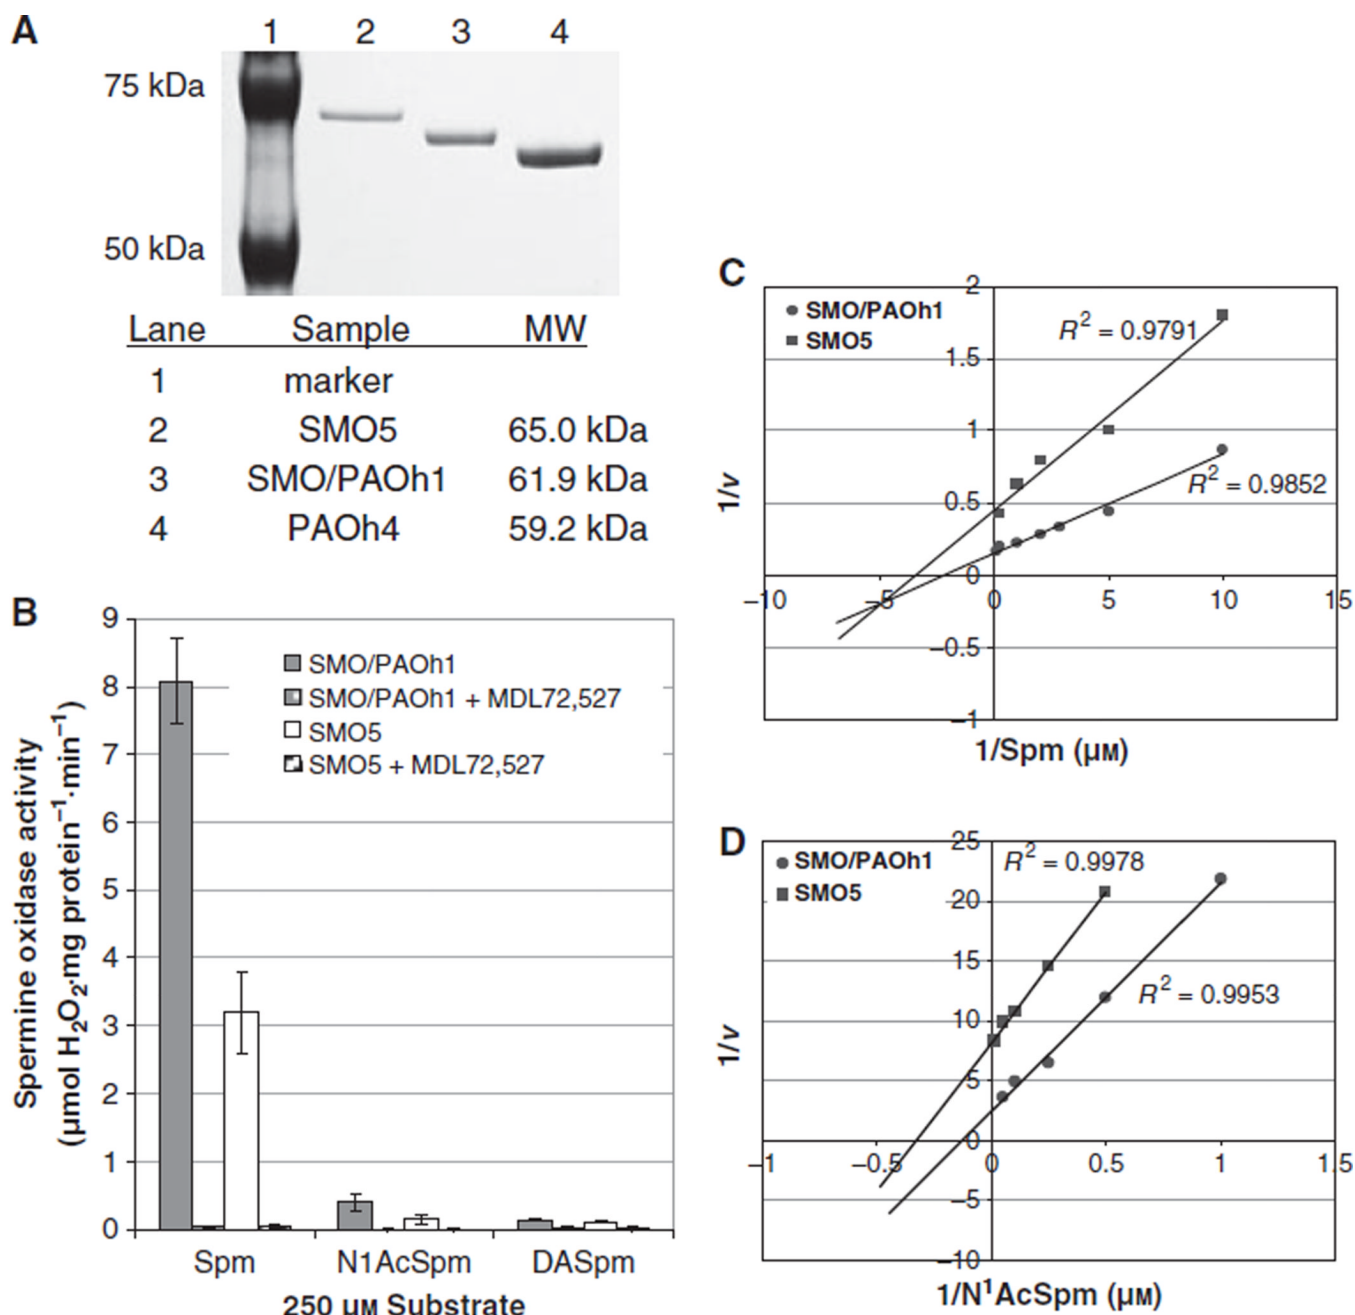 A
1 2 3 4
75 kDa
50 kDa
Lane Sample MW
1 marker
2 SMO5 65.0 kDa
3 SMO/PAOh1 61.9 kDa
4 PAOh4 59.2 kDa
B
9
8
7
6
5
4
3
2
1
0
Spermine oxidase activity
(µmol H₂O₂·mg protein⁻¹·min⁻¹)
SMO/PAOh1
SMO/PAOh1 + MDL72,527
SMO5
SMO5 + MDL72,527
Spm N1AcSpm DASpm
250 µM Substrate
C
SMO/PAOh1
SMO5
R² = 0.9791
R² = 0.9852
2
1.5
1
0.5
0
−0.5
−1
−10 −5 0 5 10 15
1/v
1/Spm (µM)
D
SMO/PAOh1
SMO5
R² = 0.9978
R² = 0.9953
25
20
15
10
5
0
−5
−10
−1 −0.5 0 0.5 1 1.5
1/v
1/N¹AcSpm (µM)